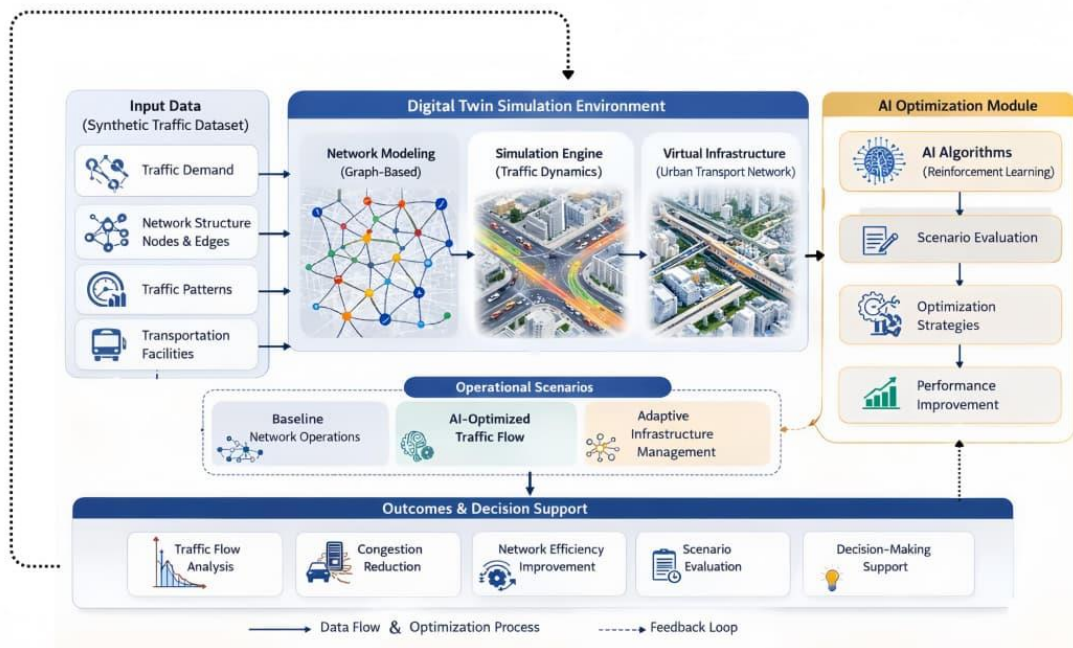 Input Data
(Synthetic Traffic Dataset)
Traffic Demand
Network Structure
Nodes & Edges
Traffic Patterns
Transportation
Facilities
Digital Twin Simulation Environment
Network Modeling
(Graph-Based)
Simulation Engine
(Traffic Dynamics)
Virtual Infrastructure
(Urban Transport Network)
AI Optimization Module
AI Algorithms
(Reinforcement Learning)
Scenario Evaluation
Optimization
Strategies
Performance
Improvement
Operational Scenarios
Baseline
Network Operations
AI-Optimized
Traffic Flow
Adaptive
Infrastructure
Management
Outcomes & Decision Support
Traffic Flow
Analysis
Congestion
Reduction
Network Efficiency
Improvement
Scenario
Evaluation
Decision-Making
Support
Data Flow & Optimization Process
Feedback Loop